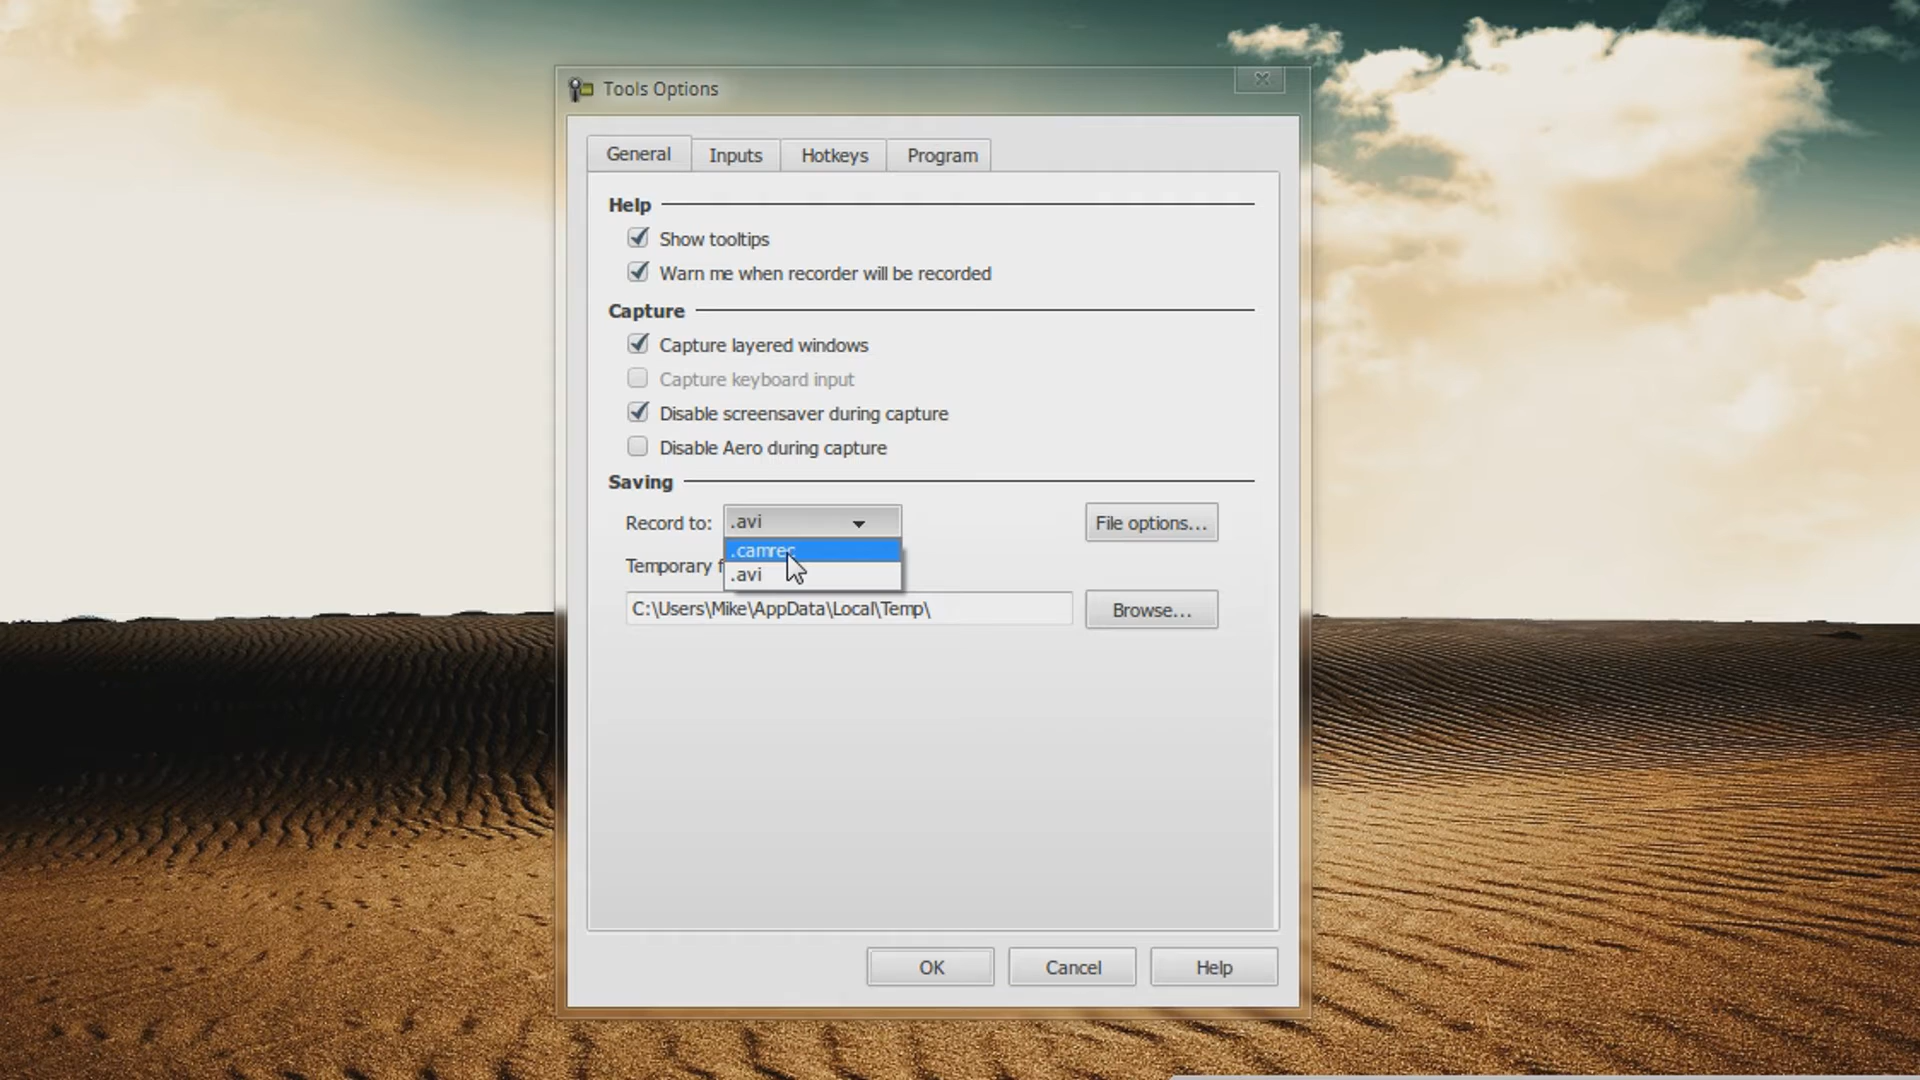 Tools Options
General Inputs Hotkeys Program
Help
Show tooltips
Warn me when recorder will be recorded
Capture
Capture layered windows
Capture keyboard input
Disable screensaver during capture
Disable Aero during capture
Saving
Record to: .avi File options...
.camrec
Temporary f
.avi
C:\Users\Mike\AppData\Local\Temp\ Browse...
OK Cancel Help